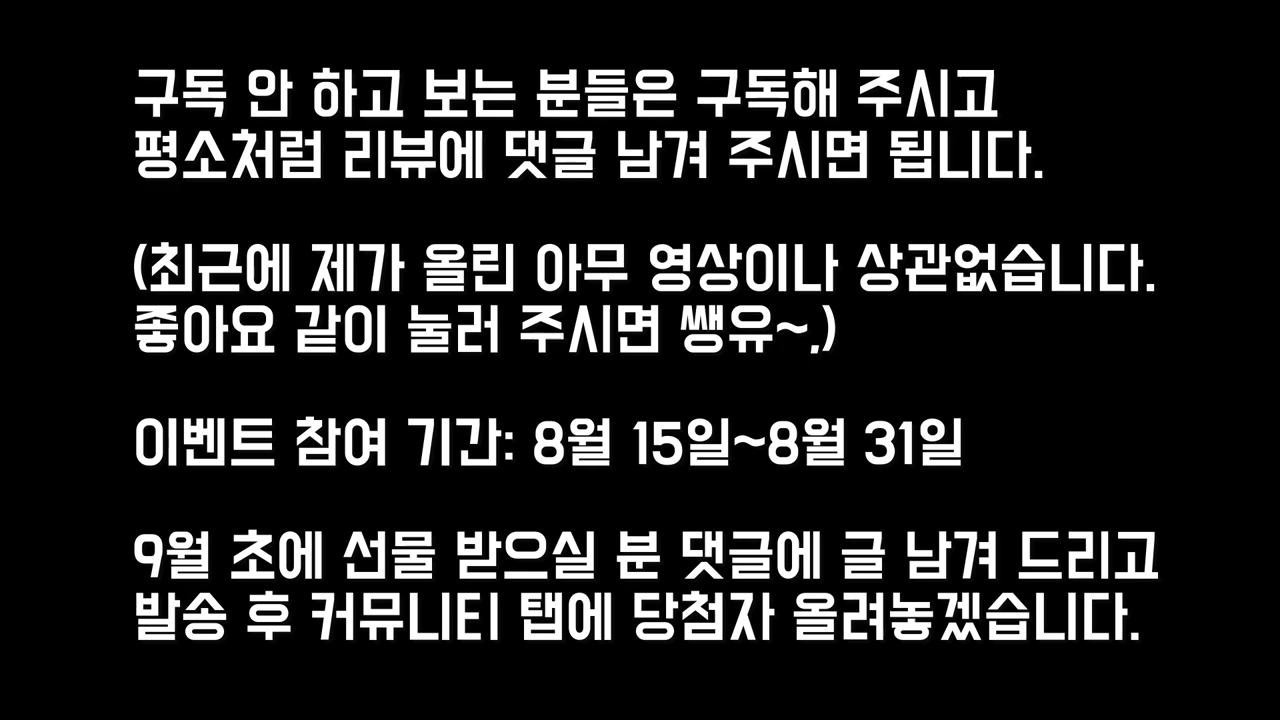 구독 안 하고 보는 분들은 구독해 주시고
평소처럼 리뷰에 댓글 남겨 주시면 됩니다.
(최근에 제가 올린 아무 영상이나 상관없습니다.
좋아요 같이 눌러 주시면 쌩유~,)
이벤트 참여 기간: 8월 15일~8월 31일
9월 초에 선물 받으실 분 댓글에 글 남겨 드리고
발송 후 커뮤니티 탭에 당첨자 올려놓겠습니다.